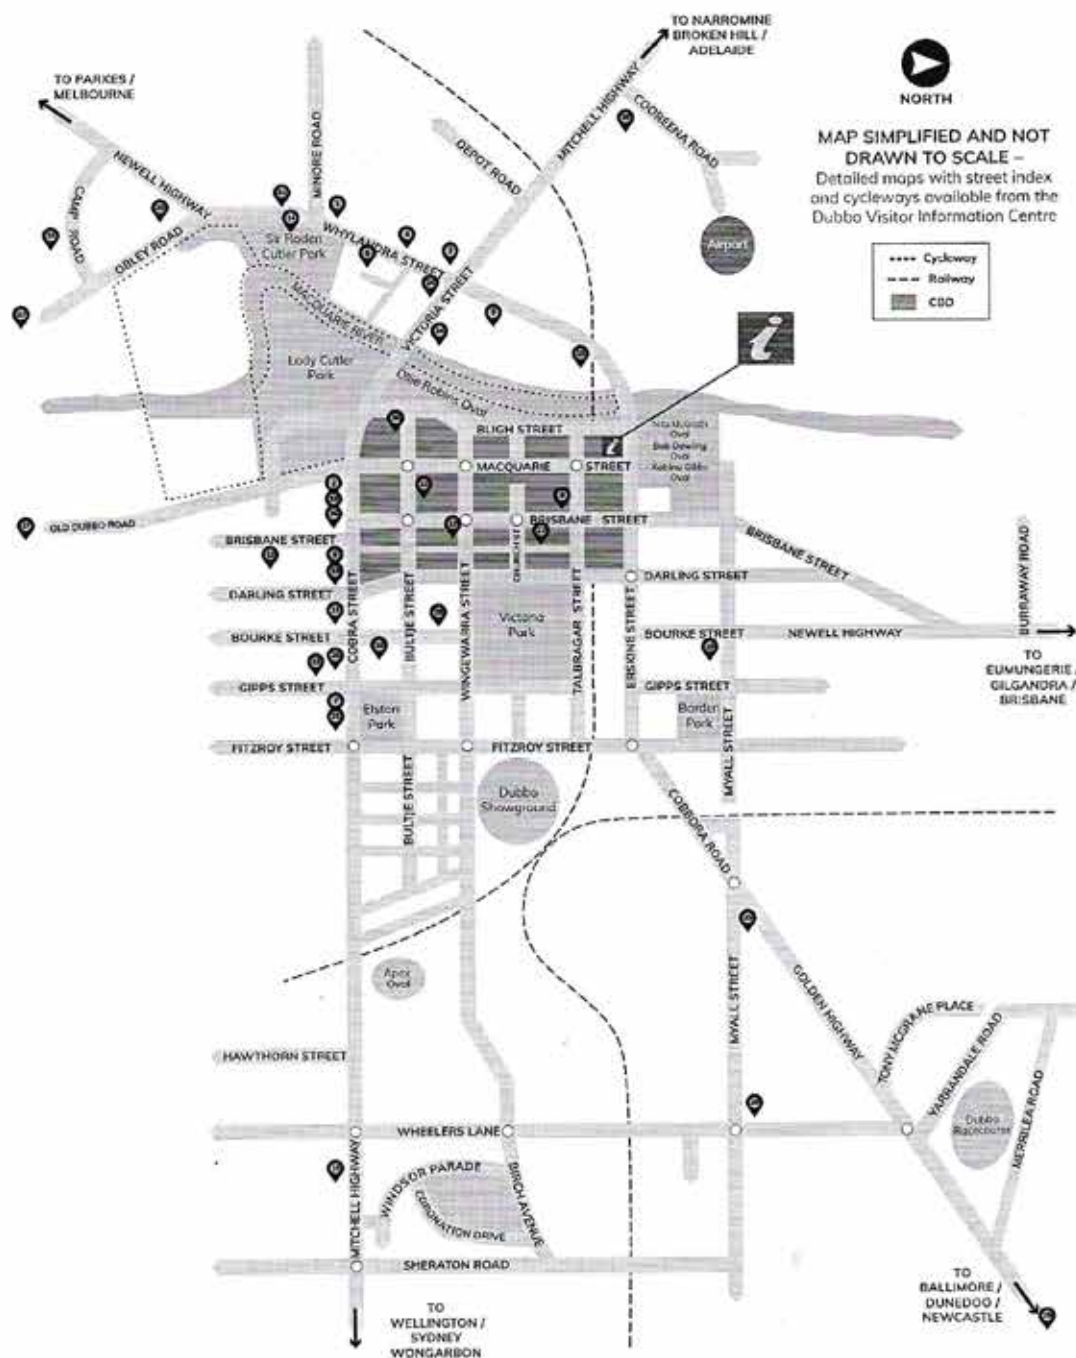 TO NARROMINE
BROKEN HILL /
ADELAIDE
NORTH
MAP SIMPLIFIED AND NOT
DRAWN TO SCALE –
Detailed maps with street index
and cycleways available from the
Dubbo Visitor Information Centre
Cycleway
Railway
CBD
TO PARKES /
MELBOURNE
NEWELL HIGHWAY
CAMP ROAD
OBLEY ROAD
MINORE ROAD
DEPOT ROAD
MITCHELL HIGHWAY
COOREENA ROAD
Airport
Sir Roden
Cutler Park
WHYLANDRA STREET
VICTORIA STREET
MACQUARIE RIVER
Lady Cutler
Park
Ollie Robins Oval
i
BLIGH STREET
i
Oval
Bob Dowling
Oval
Oval
MACQUARIE STREET
OLD DUBBO ROAD
BRISBANE STREET
BRISBANE STREET
BRISBANE STREET
CHURCH ST
DARLING STREET
DARLING STREET
COBRA STREET
BULTJE STREET
WINGEWARRA STREET
Victoria
Park
TALBRAGAR STREET
ERSKINE STREET
BOURKE STREET
BOURKE STREET
NEWELL HIGHWAY
BURRAWAY ROAD
TO
EUMUNGERIE /
GILGANDRA /
BRISBANE
GIPPS STREET
GIPPS STREET
Elston
Park
Borden
Park
MYALL STREET
FITZROY STREET
FITZROY STREET
BULTJE STREET
Dubbo
Showground
COBBORA ROAD
Apex
Oval
MYALL STREET
GOLDEN HIGHWAY
TONY MCGRANE PLACE
YARRANDALE ROAD
MERRILEA ROAD
Dubbo
Racecourse
HAWTHORN STREET
WHEELERS LANE
MITCHELL HIGHWAY
WINDSOR PARADE
CORONATION DRIVE
BIRCH AVENUE
SHERATON ROAD
TO
WELLINGTON /
SYDNEY
WONGARBON
TO
BALLIMORE /
DUNEDOO /
NEWCASTLE